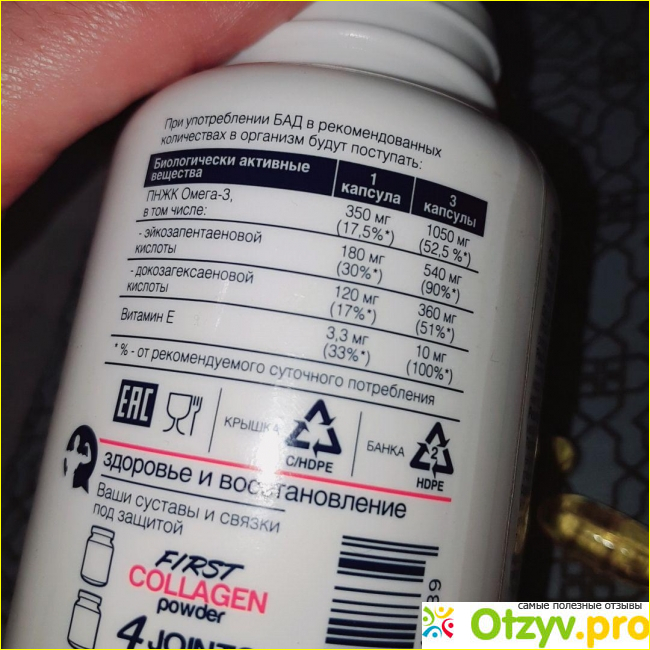 При употреблении БАД в рекомендованных
количествах в организм будут поступать:
Биологически активные вещества
1 капсула
3 капсулы
ПНЖК Омега-3, в том числе:
350 мг (17,5%*)
1050 мг (52,5 %*)
- эйкозапентаеновой кислоты
180 мг (30%*)
540 мг (90%*)
- докозагексаеновой кислоты
120 мг (17%*)
360 мг (51%*)
Витамин Е
3,3 мг (33%*)
10 мг (100%*)
*% - от рекомендуемого суточного потребления
EAC
КРЫШКА
C/HDPE
БАНКА
2
HDPE
здоровье и восстановление
Ваши суставы и связки
под защитой
FIRST
COLLAGEN
powder
4 JOINTS
самые полезные отзывы
Otzyv.pro